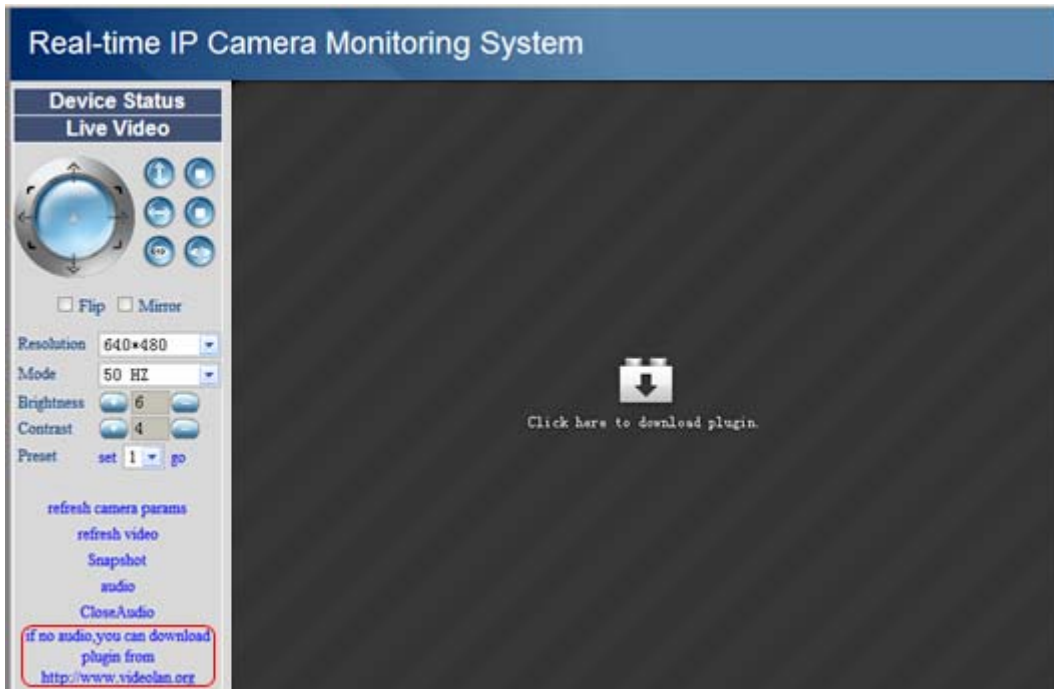 Real-time IP Camera Monitoring System
Device Status
Live Video
Flip Mirror
Resolution 640*480
Mode 50 HZ
Brightness + 6 -
Contrast + 4 -
Preset set 1 go
refresh camera params
refresh video
Snapshot
audio
CloseAudio
if no audio,you can download
plugin from
http://www.videolan.org
Click here to download plugin.